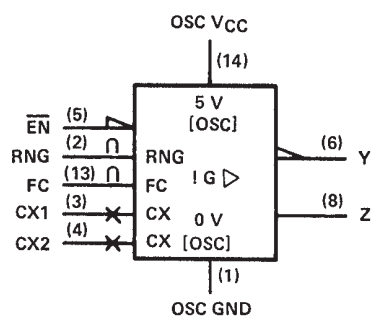 OSC VCC
(14)
5 V
[OSC]
EN (5)
RNG (2) ∩ RNG
FC (13) ∩ FC
CX1 (3) CX
CX2 (4) CX
! G ▷
0 V
[OSC]
(6) Y
(8) Z
(1)
OSC GND